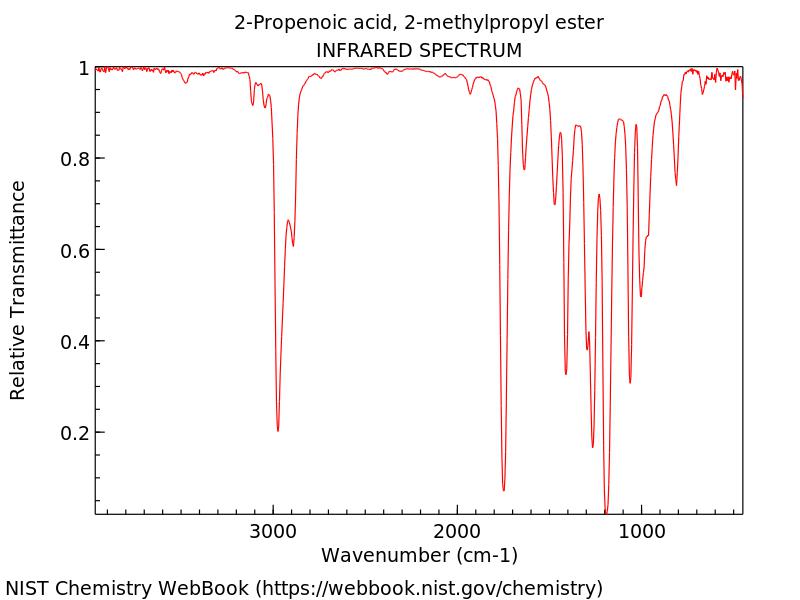 2-Propenoic acid, 2-methylpropyl ester
INFRARED SPECTRUM
1
0.8
0.6
0.4
0.2
Relative Transmittance
3000 2000 1000
Wavenumber (cm-1)
NIST Chemistry WebBook (https://webbook.nist.gov/chemistry)